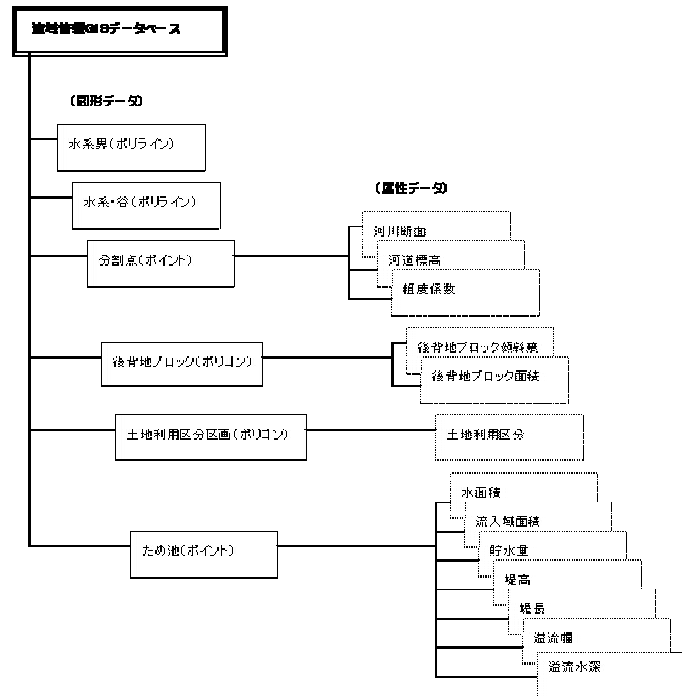 流域情報GISデータベース
(図形データ)
水系界(ポリライン)
水系・谷(ポリライン)
(属性データ)
分割点(ポイント)
河川断面
河道標高
粗度係数
後背地ブロック(ポリゴン)
後背地ブロック傾斜
後背地ブロック面積
土地利用区分区画(ポリゴン)
土地利用区分
ため池(ポイント)
水面積
流入域面積
貯水量
堤高
堤長
溢流幅
溢流水深